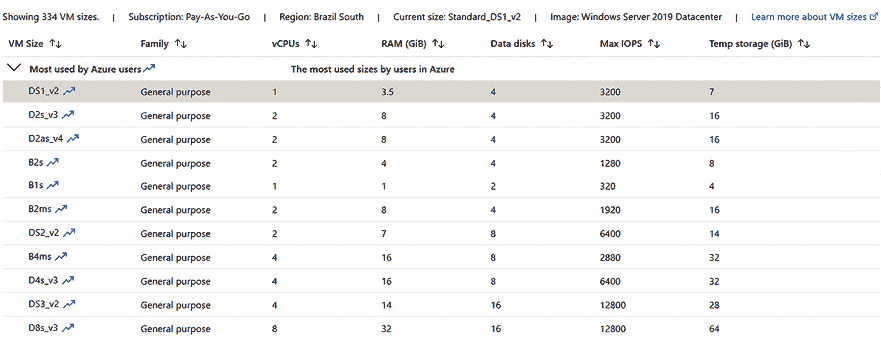 Showing 334 VM sizes. | Subscription: Pay-As-You-Go | Region: Brazil South | Current size: Standard_DS1_v2 | Image: Windows Server 2019 Datacenter | Learn more about VM sizes
VM Size Family vCPUs RAM (GiB) Data disks Max IOPS Temp storage (GiB)
Most used by Azure users The most used sizes by users in Azure
DS1_v2 General purpose 1 3.5 4 3200 7
D2s_v3 General purpose 2 8 4 3200 16
D2as_v4 General purpose 2 8 4 3200 16
B2s General purpose 2 4 4 1280 8
B1s General purpose 1 1 2 320 4
B2ms General purpose 2 8 4 1920 16
DS2_v2 General purpose 2 7 8 6400 14
B4ms General purpose 4 16 8 2880 32
D4s_v3 General purpose 4 16 8 6400 32
DS3_v2 General purpose 4 14 16 12800 28
D8s_v3 General purpose 8 32 16 12800 64